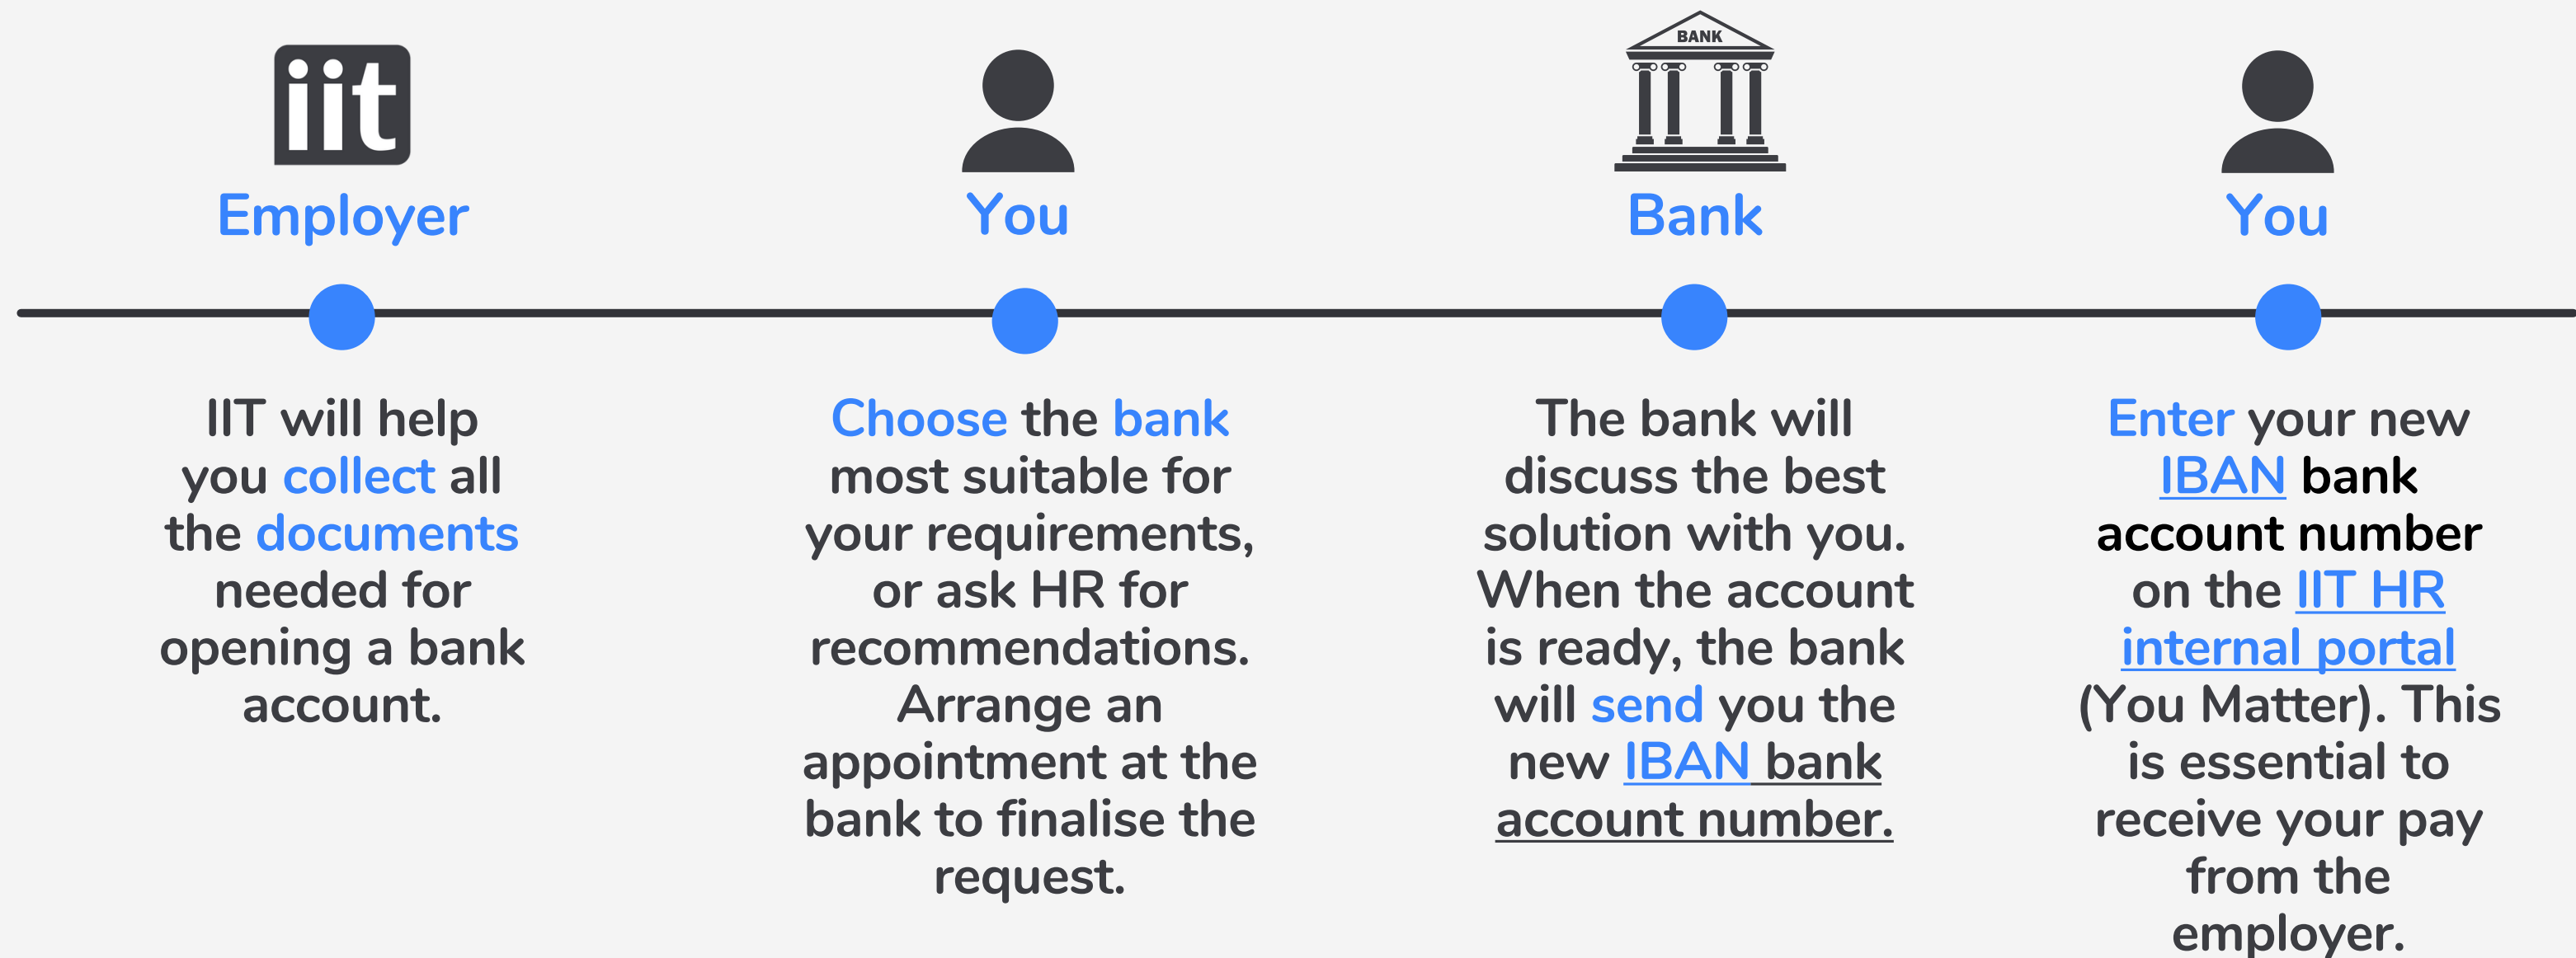 iit
Employer
IIT will help
you collect all
the documents
needed for
opening a bank
account.
You
Choose the bank
most suitable for
your requirements,
or ask HR for
recommendations.
Arrange an
appointment at the
bank to finalise the
request.
BANK
Bank
The bank will
discuss the best
solution with you.
When the account
is ready, the bank
will send you the
new IBAN bank
account number.
You
Enter your new
IBAN bank
account number
on the IIT HR
internal portal
(You Matter). This
is essential to
receive your pay
from the
employer.